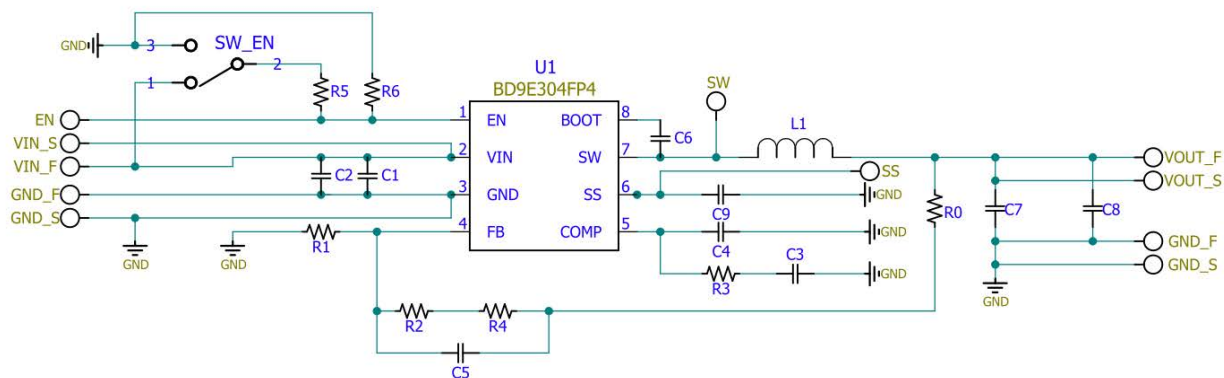 GND 3 SW_EN
1 2
R5 R6
U1
BD9E304FP4
SW
EN 1 EN BOOT 8
C6
L1
VIN_S
VIN_F 2 VIN SW 7
VOUT_F
C2 C1
SS
VOUT_S
GND_F 3 GND SS 6
C9 GND
R0 C7 C8
GND_S
GND R1 4 FB COMP 5
GND
C4 GND
GND_F
R3 C3 GND
GND_S
GND
R2 R4
C5